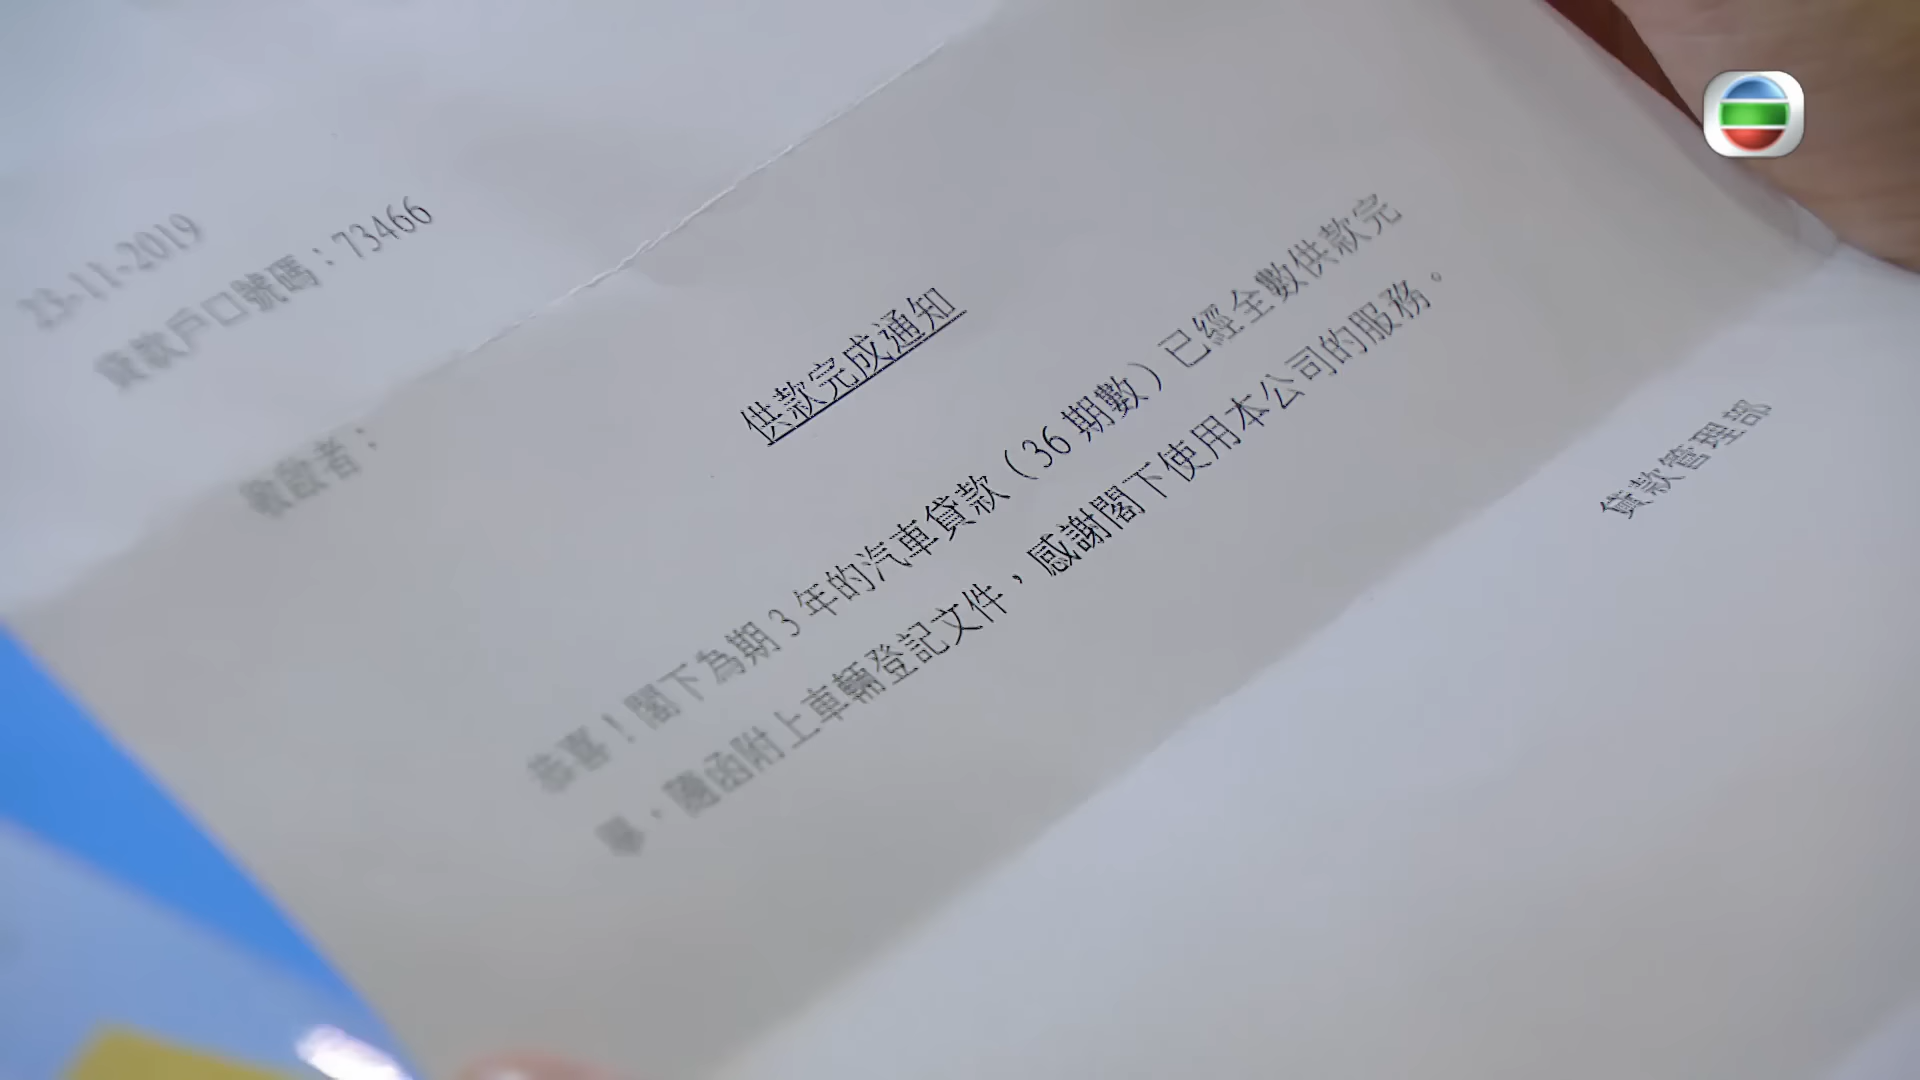 23-11-2019
貸款戶口號碼：73466
敬啟者：
供款完成通知
恭喜！閣下為期 3 年的汽車貸款（36 期數）已經全數供款完
畢，隨函附上車輛登記文件，感謝閣下使用本公司的服務。
貸款管理部